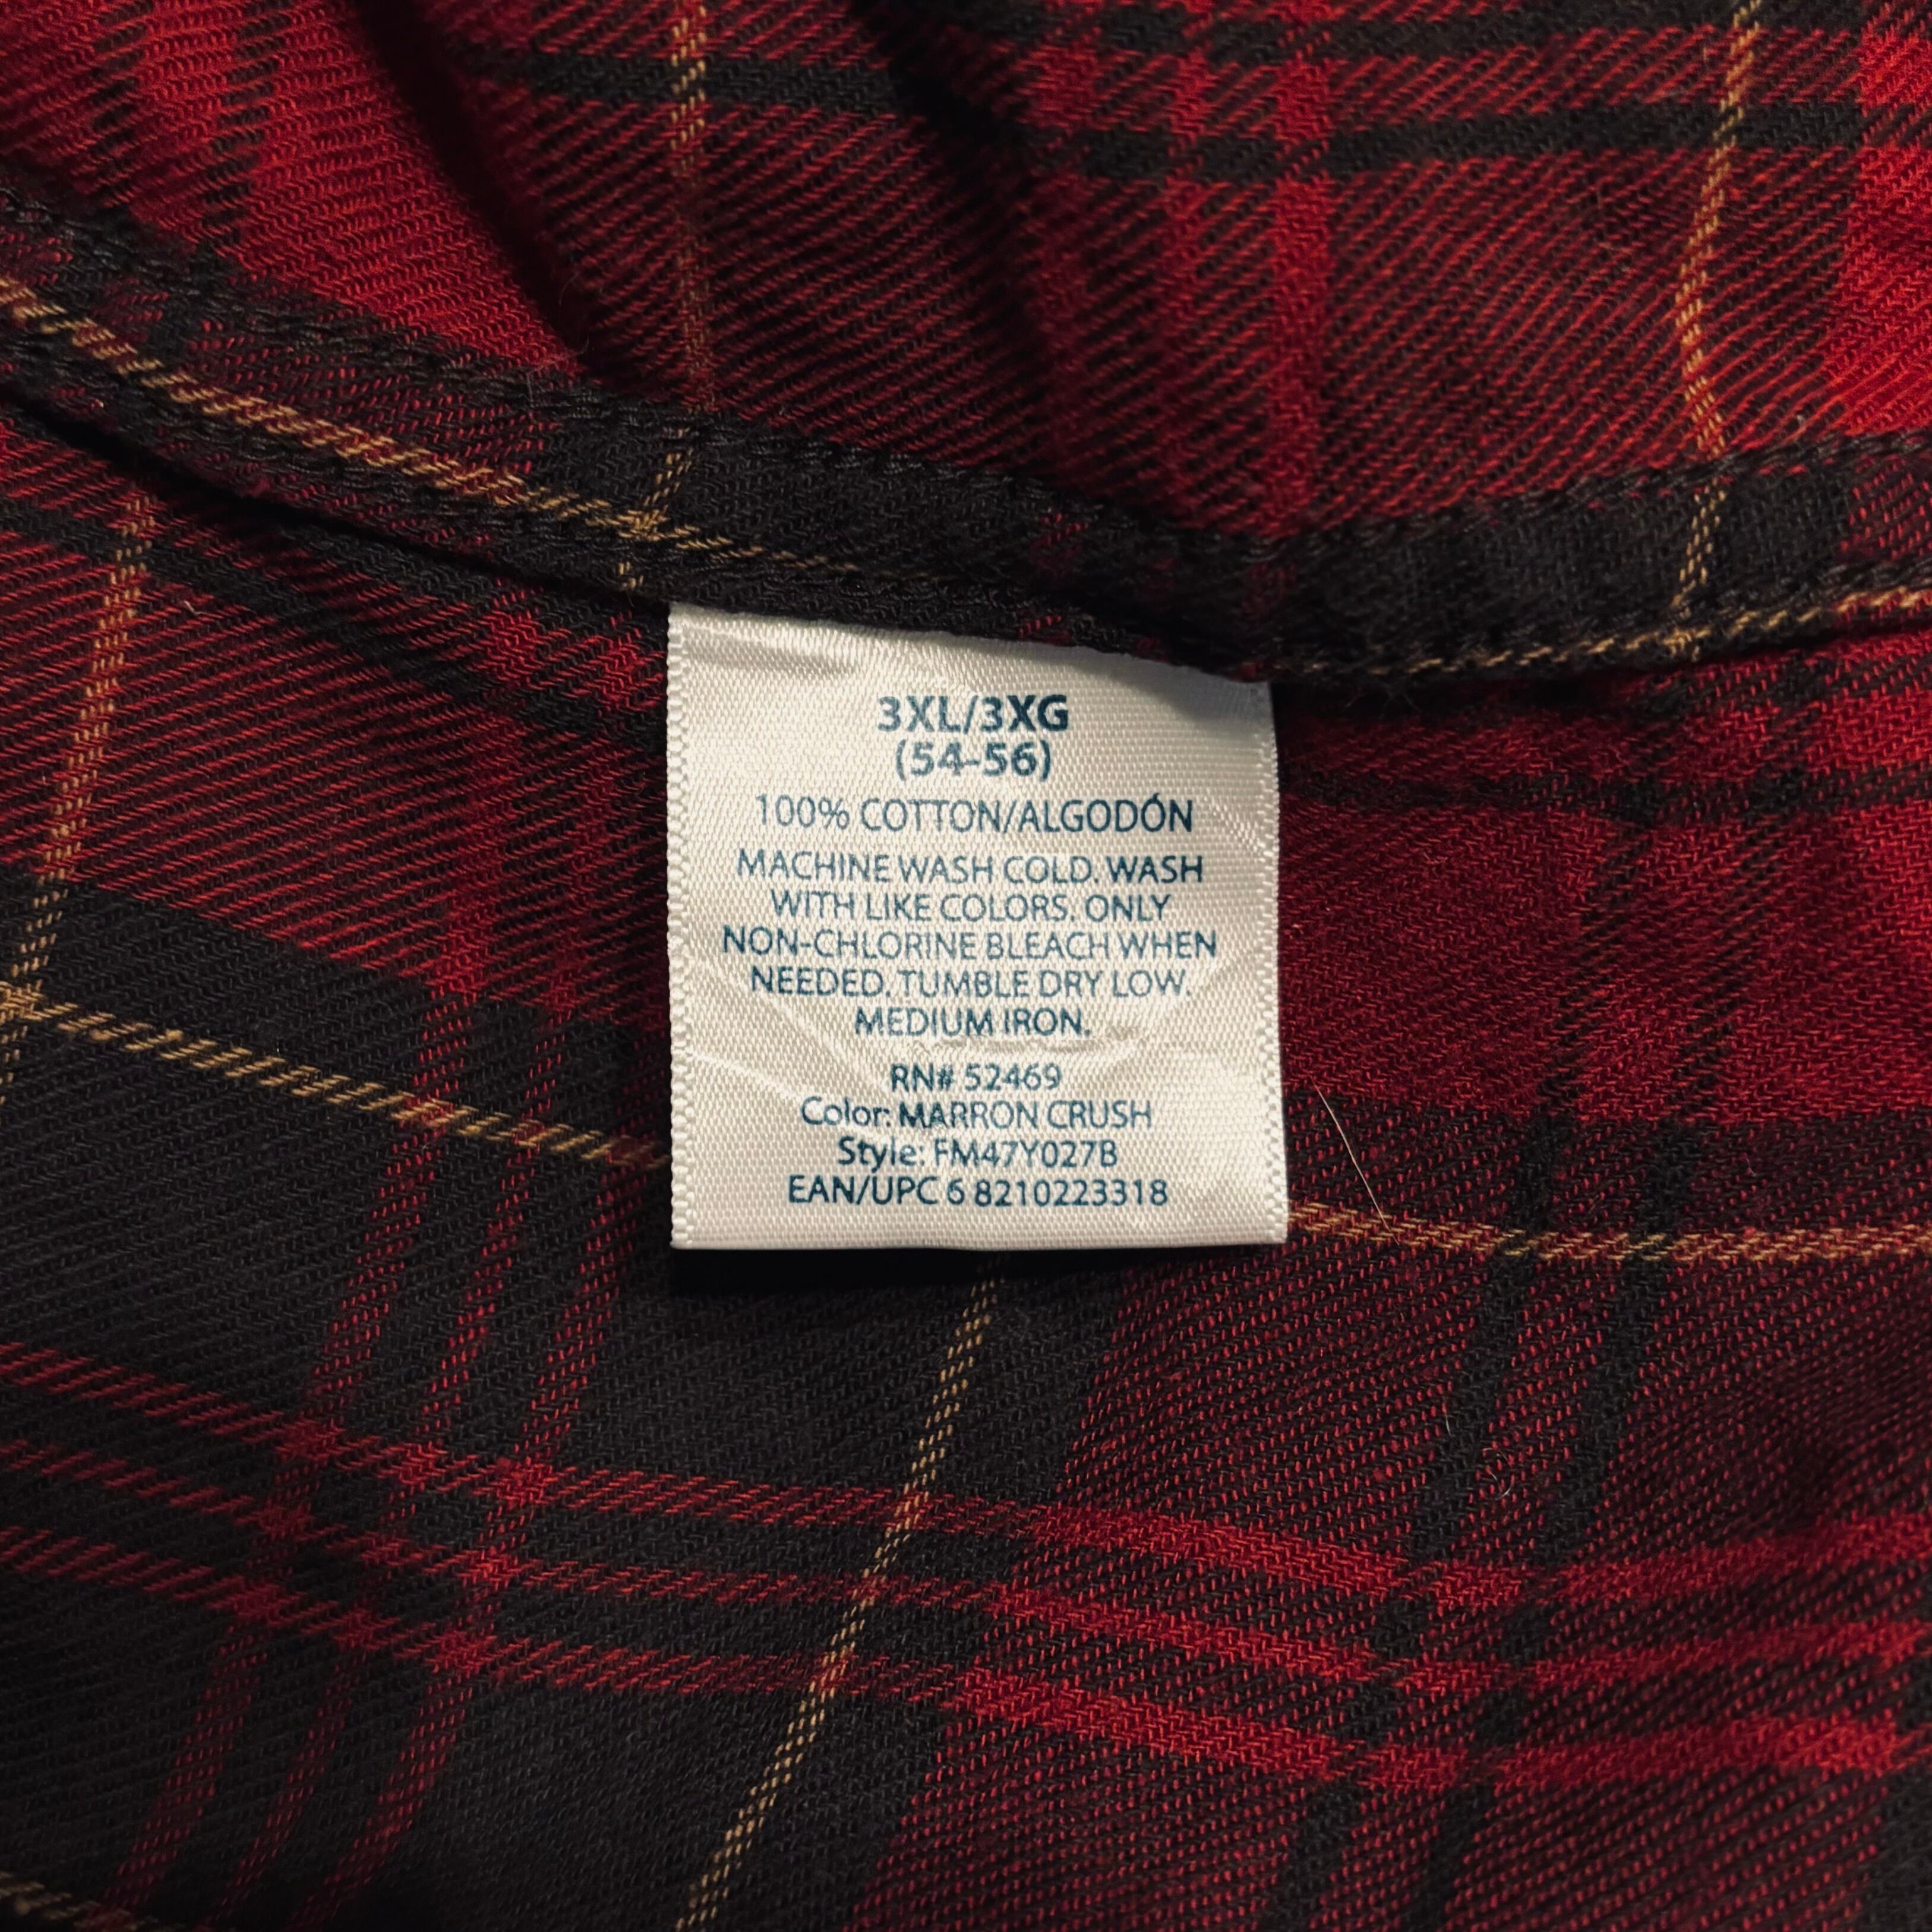 3XL/3XG
(54-56)
100% COTTON/ALGODÓN
MACHINE WASH COLD. WASH
WITH LIKE COLORS. ONLY
NON-CHLORINE BLEACH WHEN
NEEDED. TUMBLE DRY LOW.
MEDIUM IRON.
RN# 52469
Color: MARRON CRUSH
Style: FM47Y027B
EAN/UPC 6 8210223318